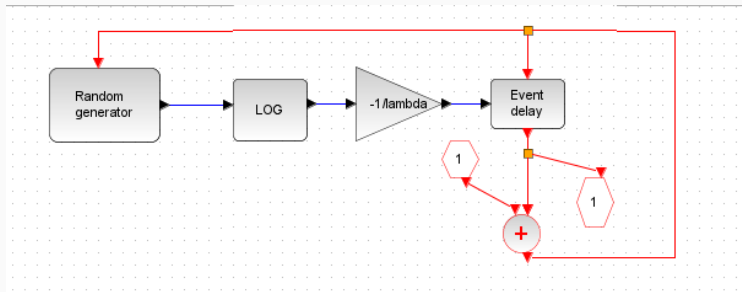 Random
generator
LOG
-1/lambda
Event
delay
1
1
+